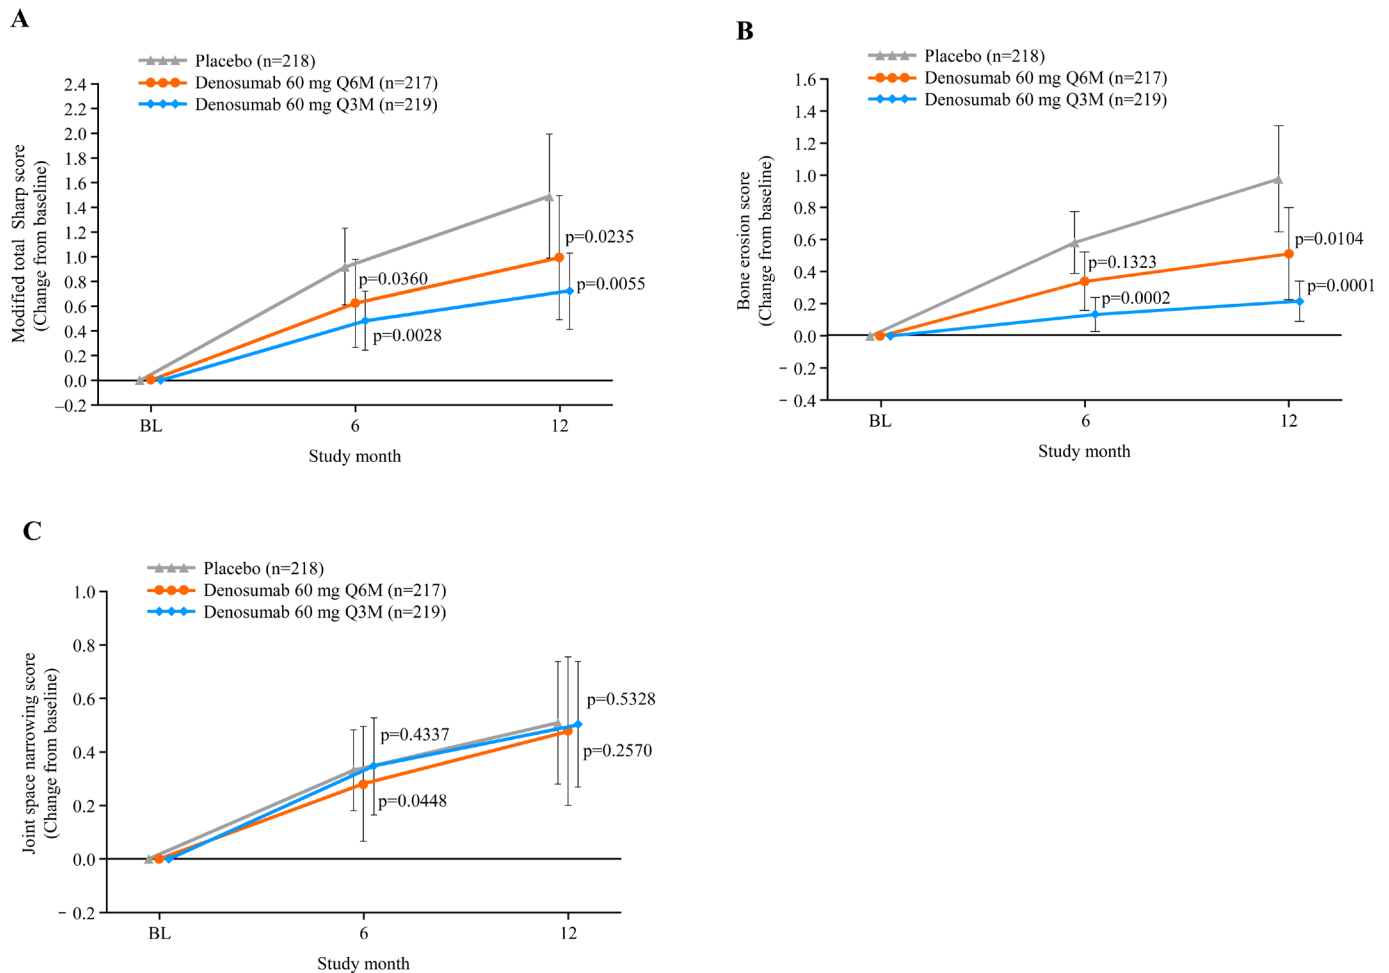 A
Placebo (n=218)
Denosumab 60 mg Q6M (n=217)
Denosumab 60 mg Q3M (n=219)
Modified total Sharp score
(Change from baseline)
2.4
2.2
2.0
1.8
1.6
1.4
1.2
1.0
0.8
0.6
0.4
0.2
0.0
–0.2
p=0.0360
p=0.0028
p=0.0235
p=0.0055
BL
6
12
Study month
B
Placebo (n=218)
Denosumab 60 mg Q6M (n=217)
Denosumab 60 mg Q3M (n=219)
Bone erosion score
(Change from baseline)
1.6
1.4
1.2
1.0
0.8
0.6
0.4
0.2
0.0
− 0.2
− 0.4
p=0.1323
p=0.0002
p=0.0104
p=0.0001
BL
6
12
Study month
C
Placebo (n=218)
Denosumab 60 mg Q6M (n=217)
Denosumab 60 mg Q3M (n=219)
Joint space narrowing score
(Change from baseline)
1.0
0.8
0.6
0.4
0.2
0.0
− 0.2
p=0.4337
p=0.0448
p=0.5328
p=0.2570
BL
6
12
Study month